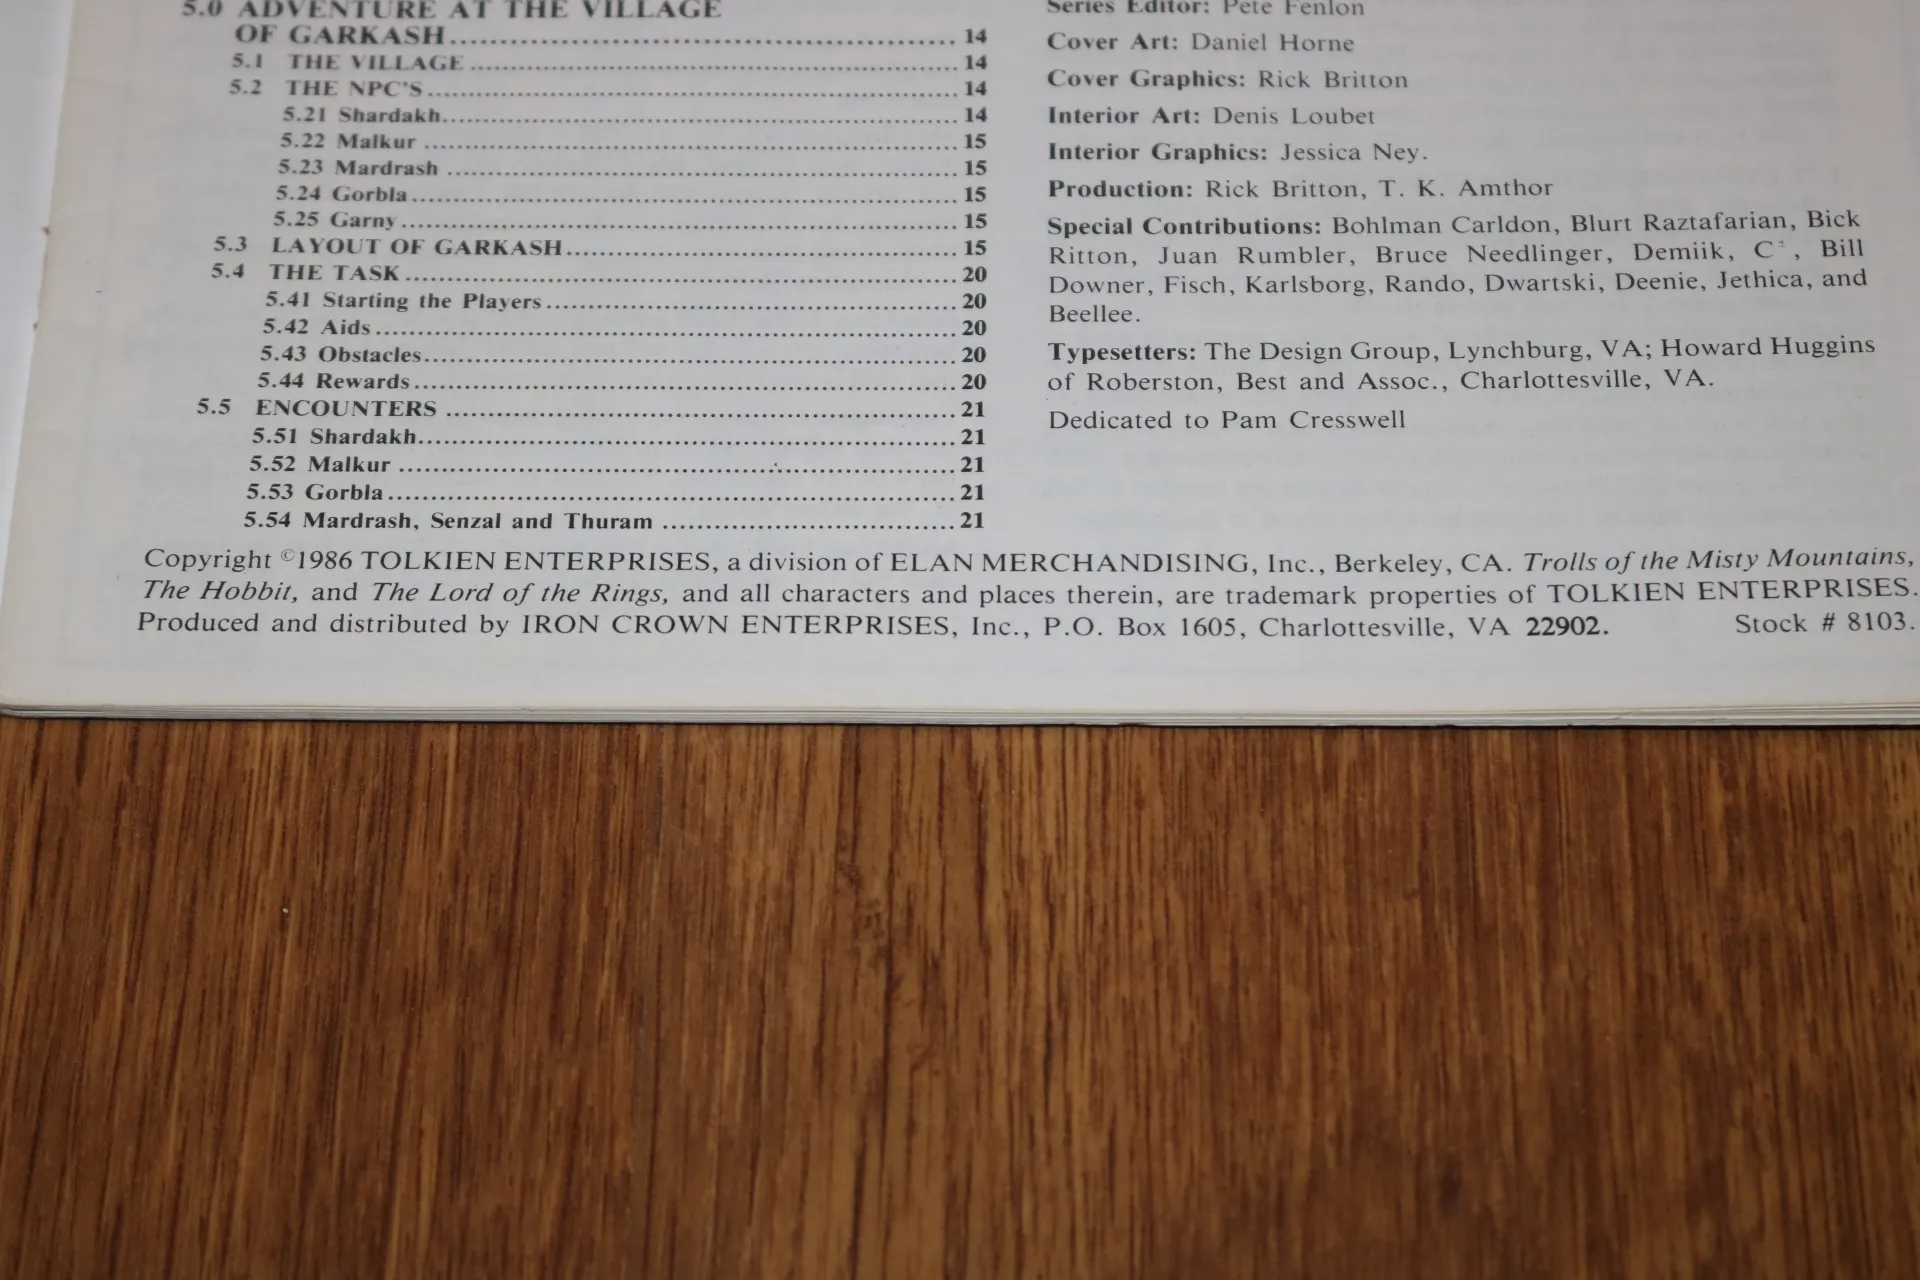 5.0 ADVENTURE AT THE VILLAGE
OF GARKASH 14
5.1 THE VILLAGE 14
5.2 THE NPC'S 14
5.21 Shardakh 14
5.22 Malkur 15
5.23 Mardrash 15
5.24 Gorbla 15
5.25 Garny 15
5.3 LAYOUT OF GARKASH 15
5.4 THE TASK 20
5.41 Starting the Players 20
5.42 Aids 20
5.43 Obstacles 20
5.44 Rewards 20
5.5 ENCOUNTERS 21
5.51 Shardakh 21
5.52 Malkur 21
5.53 Gorbla 21
5.54 Mardrash, Senzal and Thuram 21
Series Editor: Pete Fenlon
Cover Art: Daniel Horne
Cover Graphics: Rick Britton
Interior Art: Denis Loubet
Interior Graphics: Jessica Ney.
Production: Rick Britton, T. K. Amthor
Special Contributions: Bohlman Carldon, Blurt Raztafarian, Bick
Ritton, Juan Rumbler, Bruce Needlinger, Demiik, C±, Bill
Downer, Fisch, Karlsborg, Rando, Dwartski, Deenie, Jethica, and
Beellee.
Typesetters: The Design Group, Lynchburg, VA; Howard Huggins
of Roberston, Best and Assoc., Charlottesville, VA.
Dedicated to Pam Cresswell
Copyright ©1986 TOLKIEN ENTERPRISES, a division of ELAN MERCHANDISING, Inc., Berkeley, CA. Trolls of the Misty Mountains,
The Hobbit, and The Lord of the Rings, and all characters and places therein, are trademark properties of TOLKIEN ENTERPRISES.
Produced and distributed by IRON CROWN ENTERPRISES, Inc., P.O. Box 1605, Charlottesville, VA 22902. Stock # 8103.